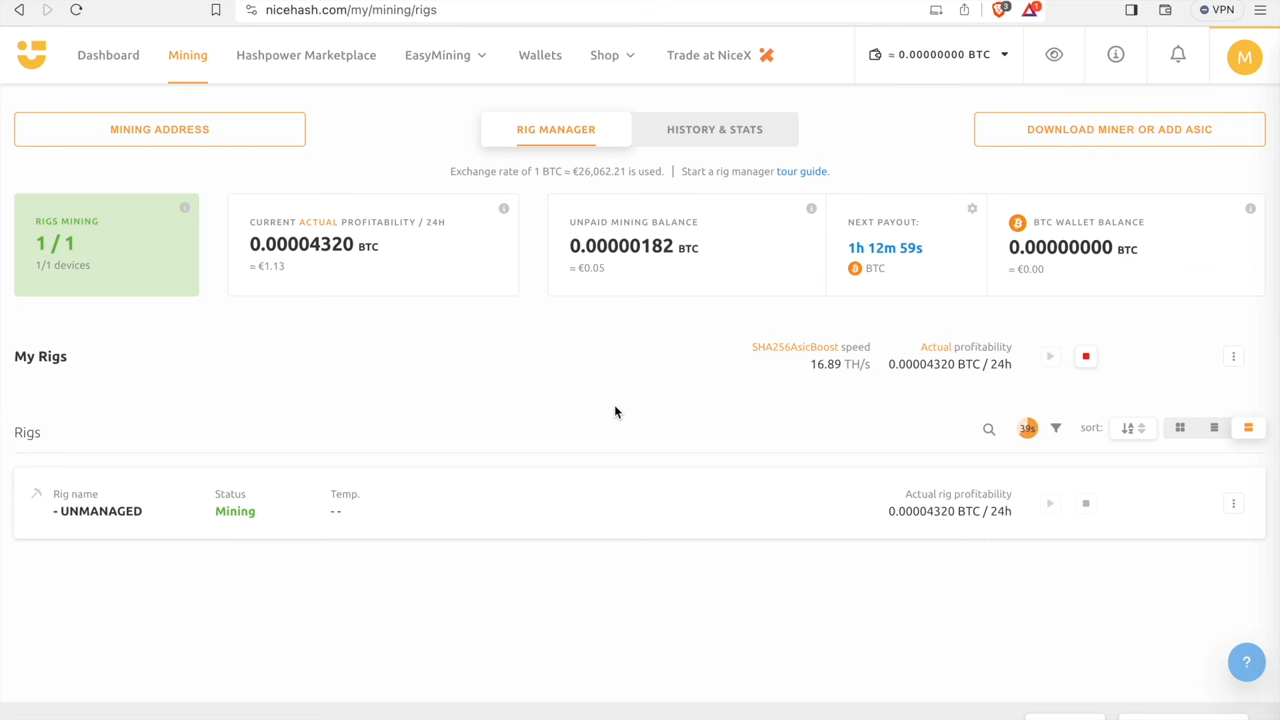 nicehash.com/my/mining/rigs
3
1
VPN
Dashboard
Mining
Hashpower Marketplace
EasyMining
Wallets
Shop
Trade at NiceX
≈ 0.00000000 BTC
M
MINING ADDRESS
RIG MANAGER
HISTORY & STATS
DOWNLOAD MINER OR ADD ASIC
Exchange rate of 1 BTC ≈ €26,062.21 is used. | Start a rig manager tour guide.
RIGS MINING
1 / 1
1/1 devices
CURRENT ACTUAL PROFITABILITY / 24H
0.00004320 BTC
≈ €1.13
UNPAID MINING BALANCE
0.00000182 BTC
≈ €0.05
NEXT PAYOUT:
1h 12m 59s
BTC
BTC WALLET BALANCE
0.00000000 BTC
≈ €0.00
My Rigs
SHA256AsicBoost speed
16.89 TH/s
Actual profitability
0.00004320 BTC / 24h
Rigs
39s
sort:
Rig name
- UNMANAGED
Status
Mining
Temp.
- -
Actual rig profitability
0.00004320 BTC / 24h
?